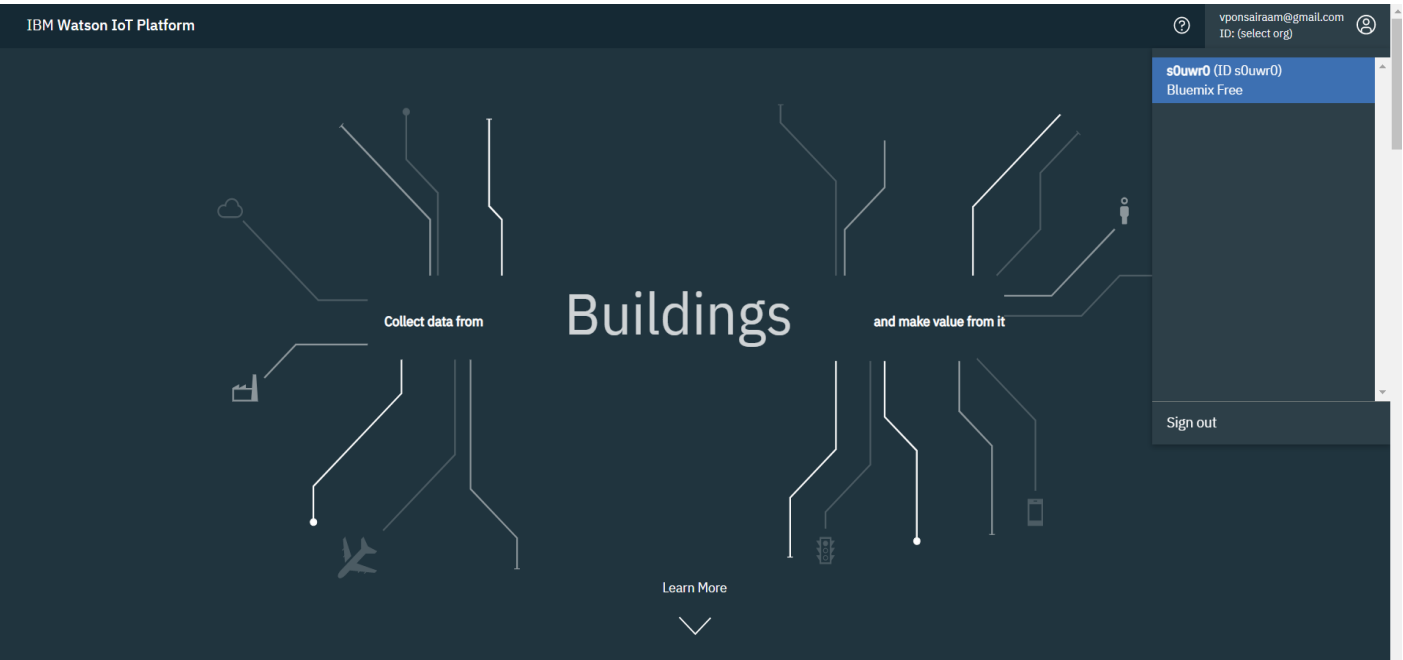 IBM Watson IoT Platform
vponsairaam@gmail.com
ID: (select org)
s0uwr0 (ID s0uwr0)
Bluemix Free
Collect data from
Buildings
and make value from it
Sign out
Learn More